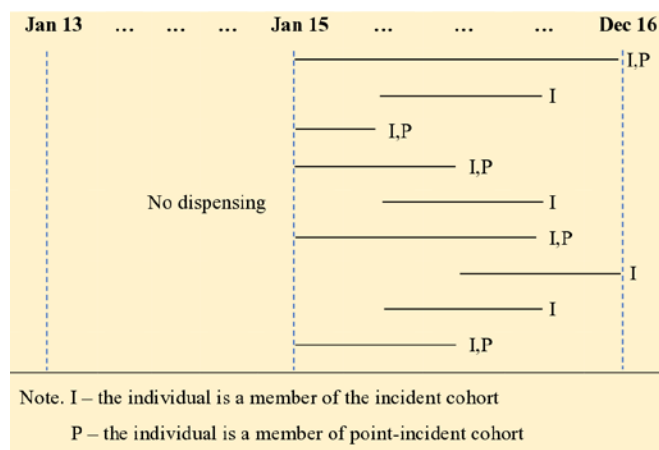 Jan 13 ... ... ... Jan 15 ... ... ... Dec 16
I,P
I
I,P
I,P
No dispensing I
I,P
I
I
I,P
Note. I – the individual is a member of the incident cohort
P – the individual is a member of point-incident cohort